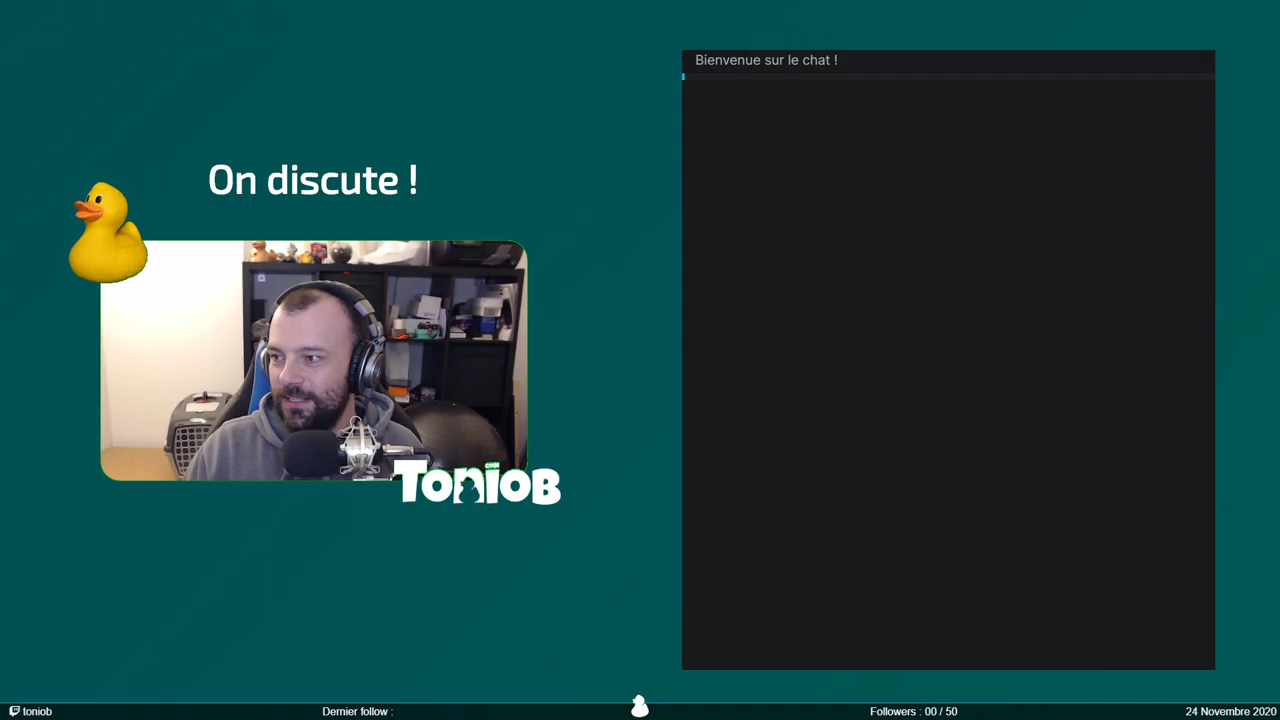 Bienvenue sur le chat !
On discute !
TonioB
toniob
Dernier follow :
Followers : 00 / 50
24 Novembre 2020